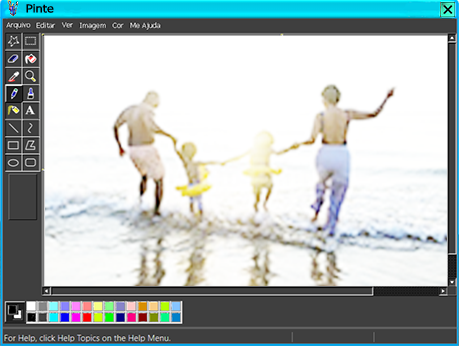 Pinte
Arquivo Editar Ver Imagem Cor Me Ajuda
A
For Help, click Help Topics on the Help Menu.